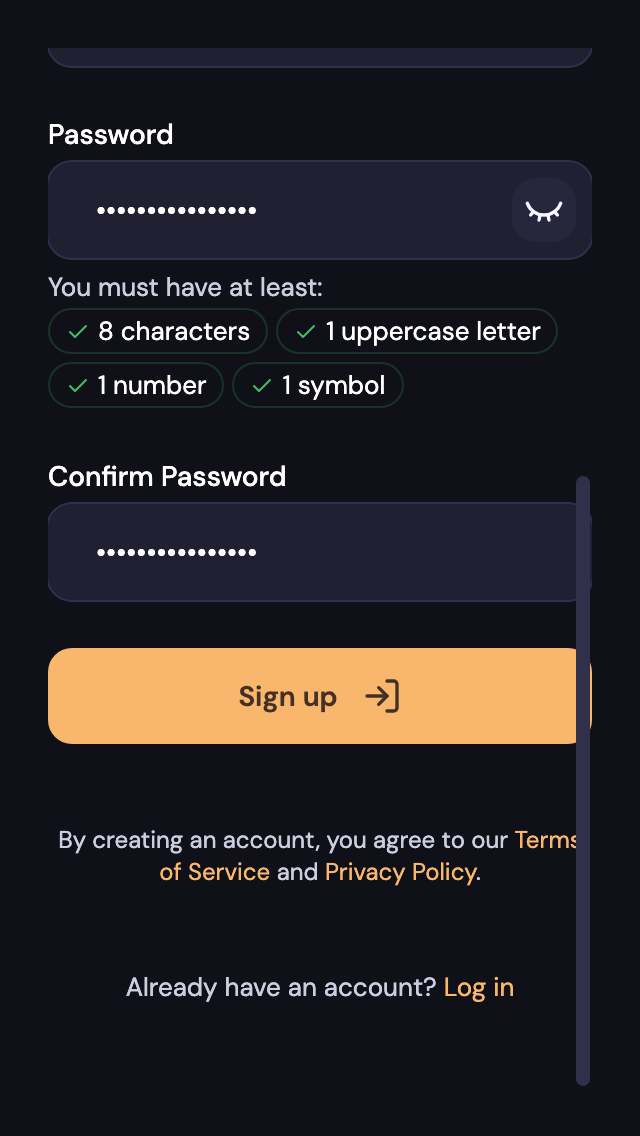 Password
••••••••••••••••
You must have at least:
8 characters
1 uppercase letter
1 number
1 symbol
Confirm Password
••••••••••••••••
Sign up
By creating an account, you agree to our Terms
of Service and Privacy Policy.
Already have an account? Log in